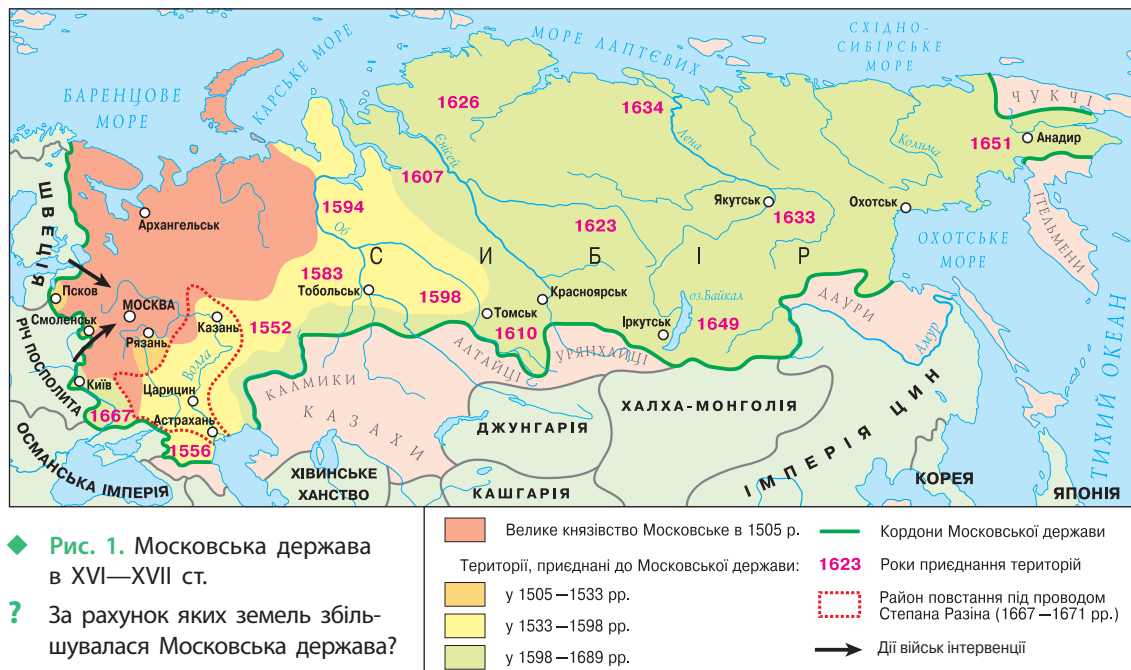 БАРЕНЦОВЕ
МОРЕ
КАРСЬКЕ МОРЕ
МОРЕ ЛАПТЄВИХ
СХІДНО-
СИБІРСЬКЕ
МОРЕ
ЧУКЧІ
Анадир
1651
ІТЕЛЬМЕНИ
1626
1634
Єнісей
Лена
Колима
1607
ШВЕЦІЯ
Архангельськ
1594
Об
1623
Якутськ
1633
Охотськ
ОХОТСЬКЕ
МОРЕ
СИБІР
Псков
МОСКВА
Смоленськ
Рязань
Казань
1583
Тобольськ
1598
1552
Томськ
1610
Красноярськ
оз.Байкал
Іркутськ
1649
ДАУРИ
Амур
ТИХИЙ ОКЕАН
РІЧ ПОСПОЛИТА
Київ
Волга
Царицин
1667
Астрахань
1556
КАЛМИКИ
КАЗАХИ
АЛТАЙЦІ
УРЯНХАЙЦІ
ДЖУНГАРІЯ
ХАЛХА-МОНГОЛІЯ
ІМПЕРІЯ ЦИН
ОСМАНСЬКА ІМПЕРІЯ
ХІВИНСЬКЕ
ХАНСТВО
КАШГАРІЯ
КОРЕЯ
ЯПОНІЯ
Рис. 1. Московська держава
в XVI—XVII ст.
? За рахунок яких земель збіль-
шувалася Московська держава?
Велике князівство Московське в 1505 р.
Території, приєднані до Московської держави:
у 1505–1533 рр.
у 1533–1598 рр.
у 1598–1689 рр.
Кордони Московської держави
1623 Роки приєднання територій
Район повстання під проводом
Степана Разіна (1667–1671 рр.)
Дії військ інтервенції